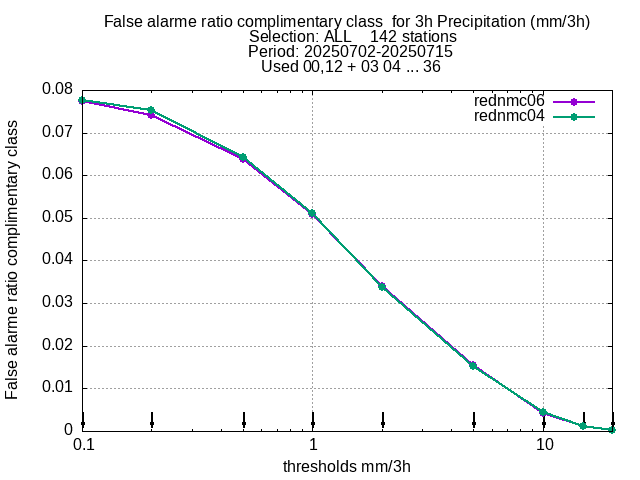 False alarme ratio complimentary class  for 3h Precipitation (mm/3h)
Selection: ALL    142 stations
Period: 20250702-20250715
Used 00,12 + 03 04 ... 36
rednmc06
rednmc04
False alarme ratio complimentary class
0.08
0.07
0.06
0.05
0.04
0.03
0.02
0.01
0
0.1 1 10
thresholds mm/3h